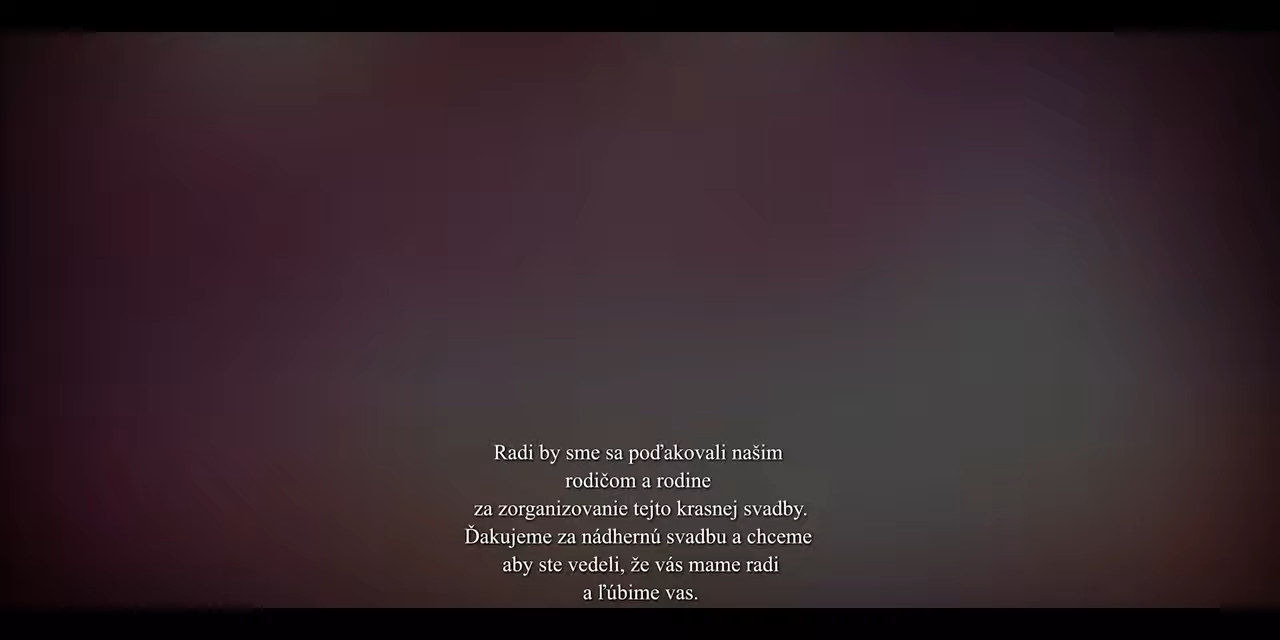 Radi by sme sa poďakovali našim
rodičom a rodine
za zorganizovanie tejto krasnej svadby.
Ďakujeme za nádhernú svadbu a chceme
aby ste vedeli, že vás mame radi
a ľúbime vas.